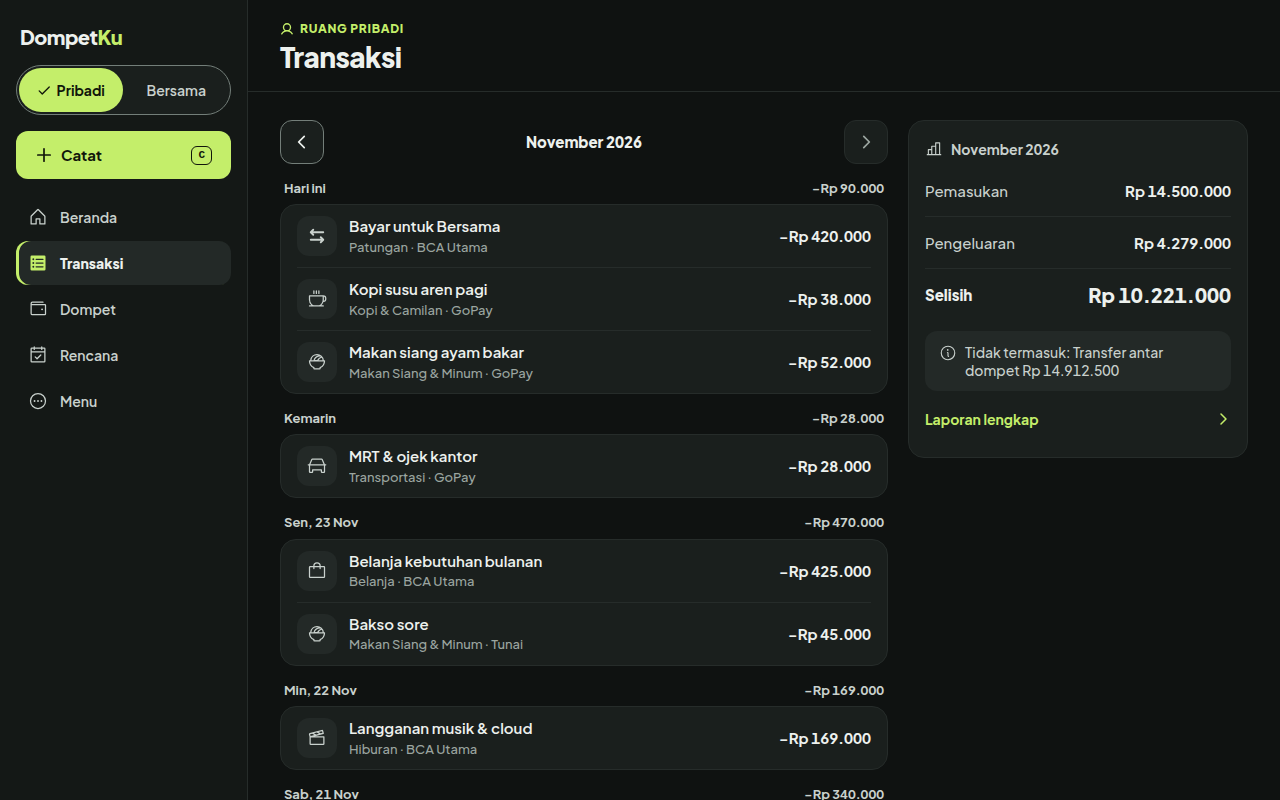 DompetKu
Pribadi
Bersama
Catat
C
Beranda
Transaksi
Dompet
Rencana
Menu
RUANG PRIBADI
Transaksi
November 2026
Hari ini
−Rp 90.000
Bayar untuk Bersama
Patungan · BCA Utama
−Rp 420.000
Kopi susu aren pagi
Kopi & Camilan · GoPay
−Rp 38.000
Makan siang ayam bakar
Makan Siang & Minum · GoPay
−Rp 52.000
Kemarin
−Rp 28.000
MRT & ojek kantor
Transportasi · GoPay
−Rp 28.000
Sen, 23 Nov
−Rp 470.000
Belanja kebutuhan bulanan
Belanja · BCA Utama
−Rp 425.000
Bakso sore
Makan Siang & Minum · Tunai
−Rp 45.000
Min, 22 Nov
−Rp 169.000
Langganan musik & cloud
Hiburan · BCA Utama
−Rp 169.000
Sab, 21 Nov
−Rp 340.000
November 2026
Pemasukan
Rp 14.500.000
Pengeluaran
Rp 4.279.000
Selisih
Rp 10.221.000
Tidak termasuk: Transfer antar
dompet Rp 14.912.500
Laporan lengkap